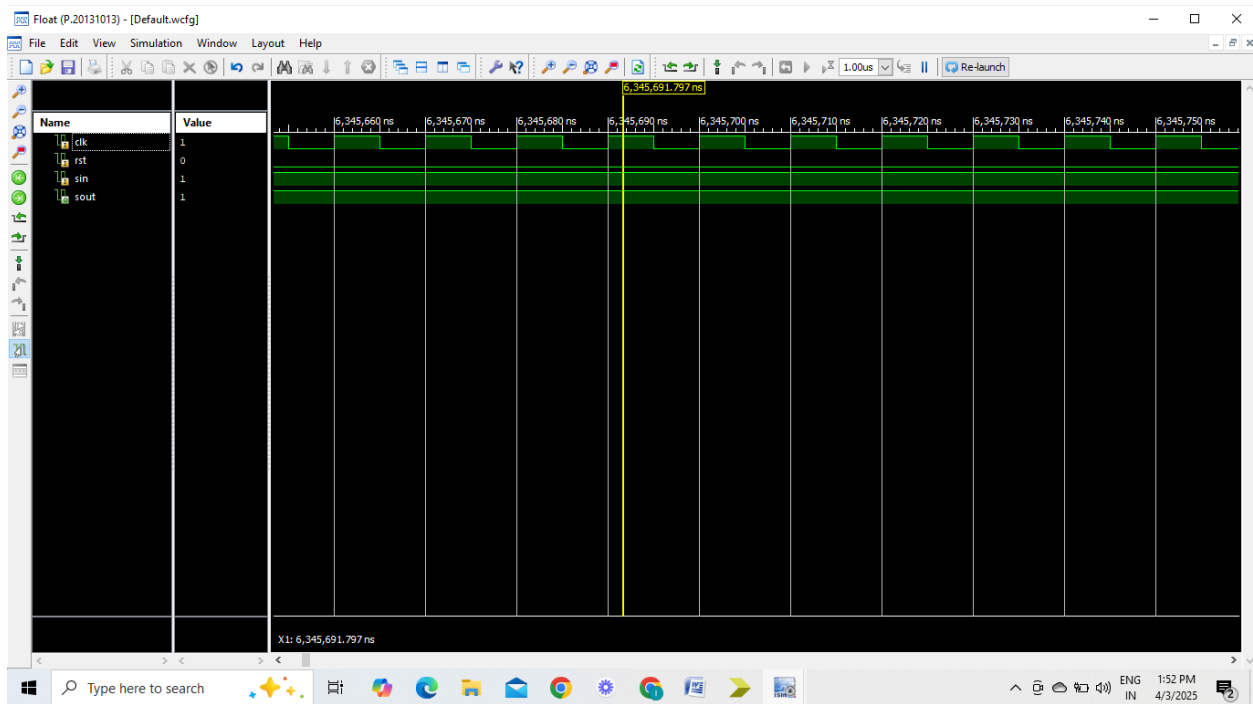 Float (P.20131013) - [Default.wcfg]
File Edit View Simulation Window Layout Help
1.00us Re-launch
6,345,691.797 ns
Name Value
6,345,660 ns 6,345,670 ns 6,345,680 ns 6,345,690 ns 6,345,700 ns 6,345,710 ns 6,345,720 ns 6,345,730 ns 6,345,740 ns 6,345,750 ns
clk 1
rst 0
sin 1
sout 1
X1: 6,345,691.797 ns
Type here to search
ENG 1:52 PM
IN 4/3/2025
2